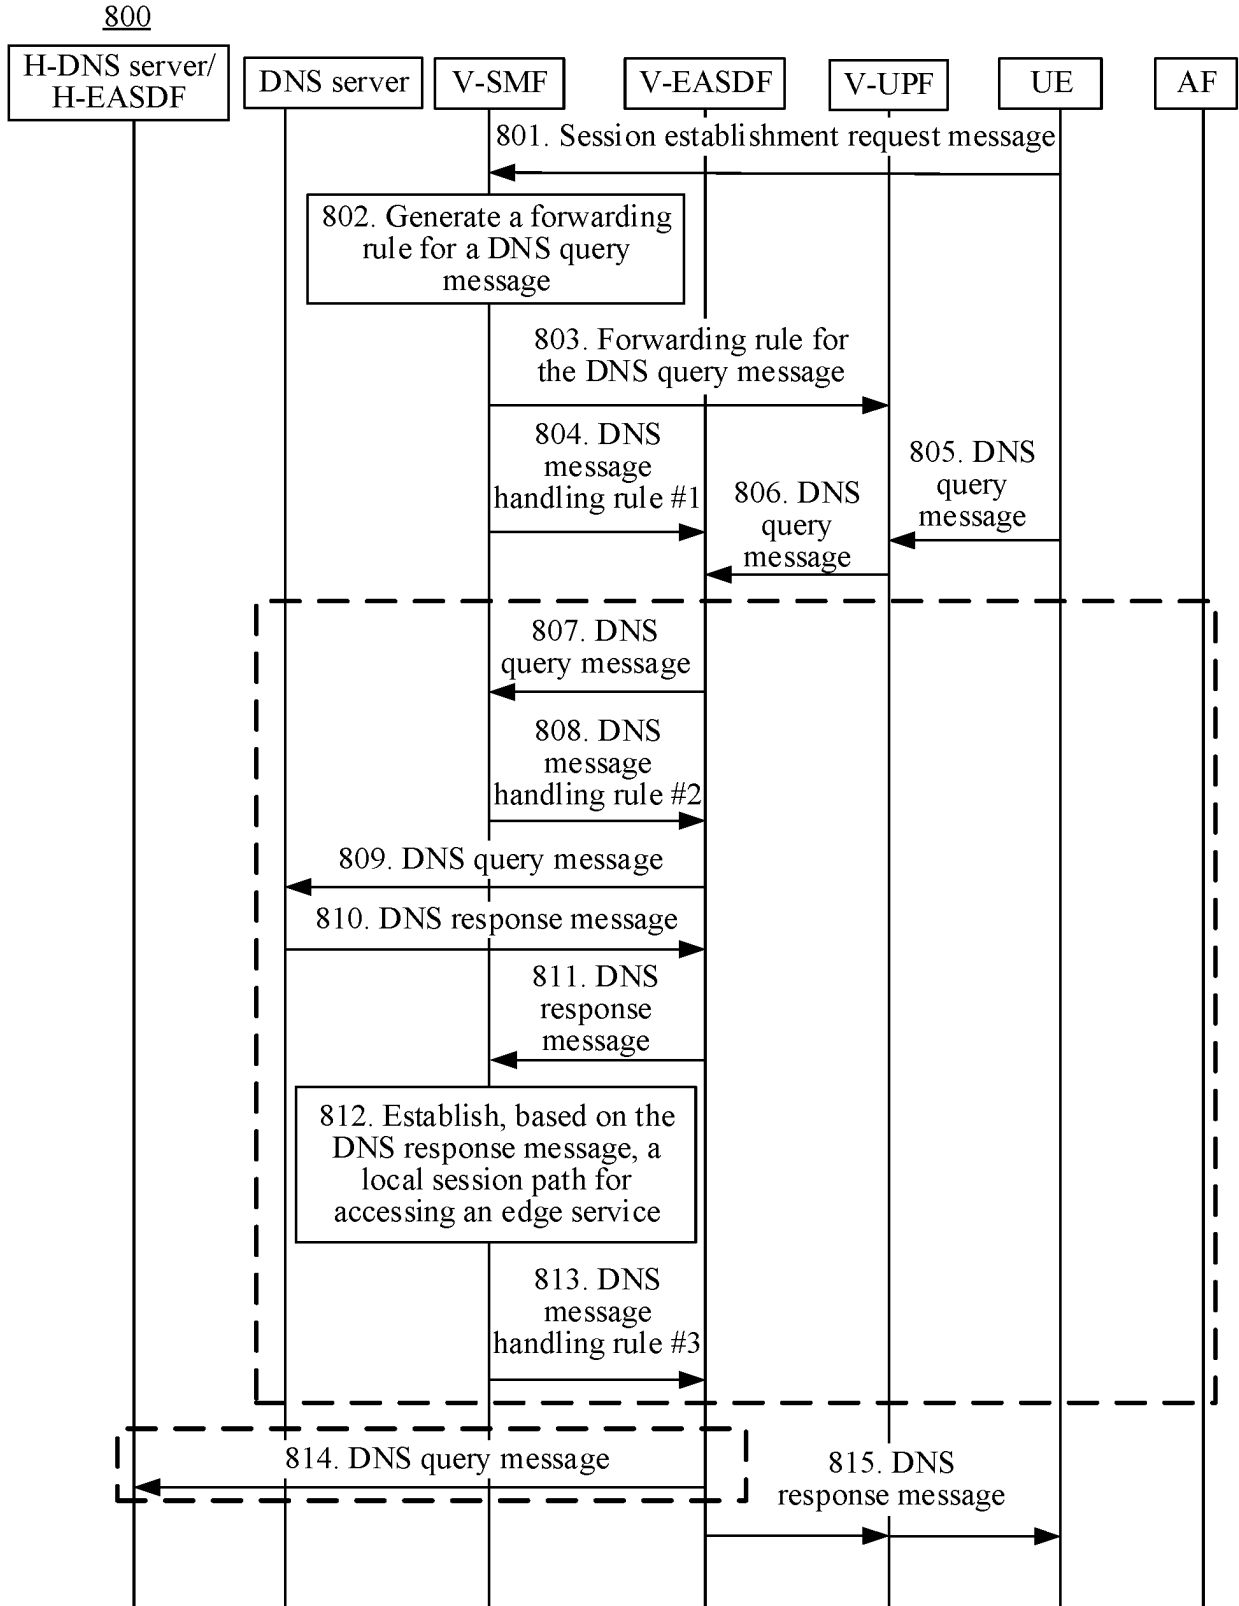 800
H-DNS server/
H-EASDF
DNS server
V-SMF
V-EASDF
V-UPF
UE
AF
801. Session establishment request message
802. Generate a forwarding
rule for a DNS query
message
803. Forwarding rule for
the DNS query message
804. DNS
message
handling rule #1
805. DNS
query
message
806. DNS
query
message
807. DNS
query message
808. DNS
message
handling rule #2
809. DNS query message
810. DNS response message
811. DNS
response
message
812. Establish, based on the
DNS response message, a
local session path for
accessing an edge service
813. DNS
message
handling rule #3
814. DNS query message
815. DNS
response message